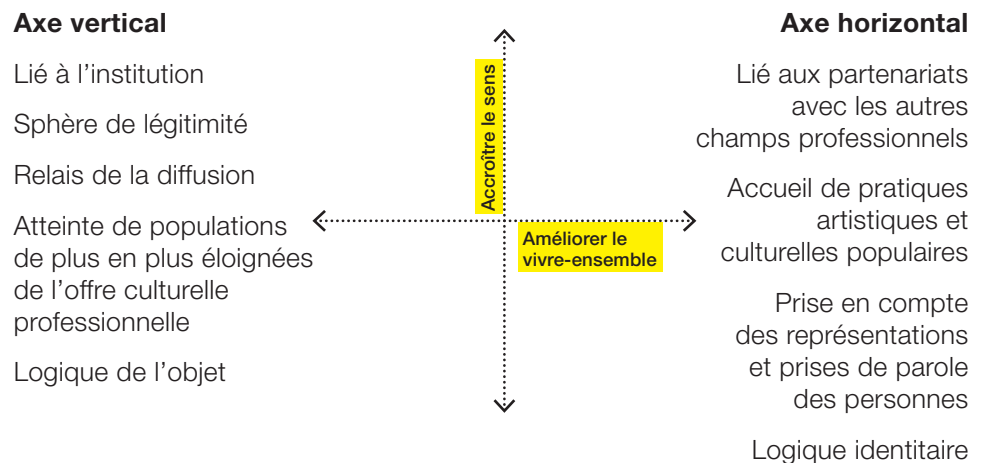 Axe vertical
Lié à l’institution
Sphère de légitimité
Relais de la diffusion
Atteinte de populations
de plus en plus éloignées
de l’offre culturelle
professionnelle
Logique de l’objet
Accroître le sens
Améliorer le
vivre-ensemble
Axe horizontal
Lié aux partenariats
avec les autres
champs professionnels
Accueil de pratiques
artistiques et
culturelles populaires
Prise en compte
des représentations
et prises de parole
des personnes
Logique identitaire